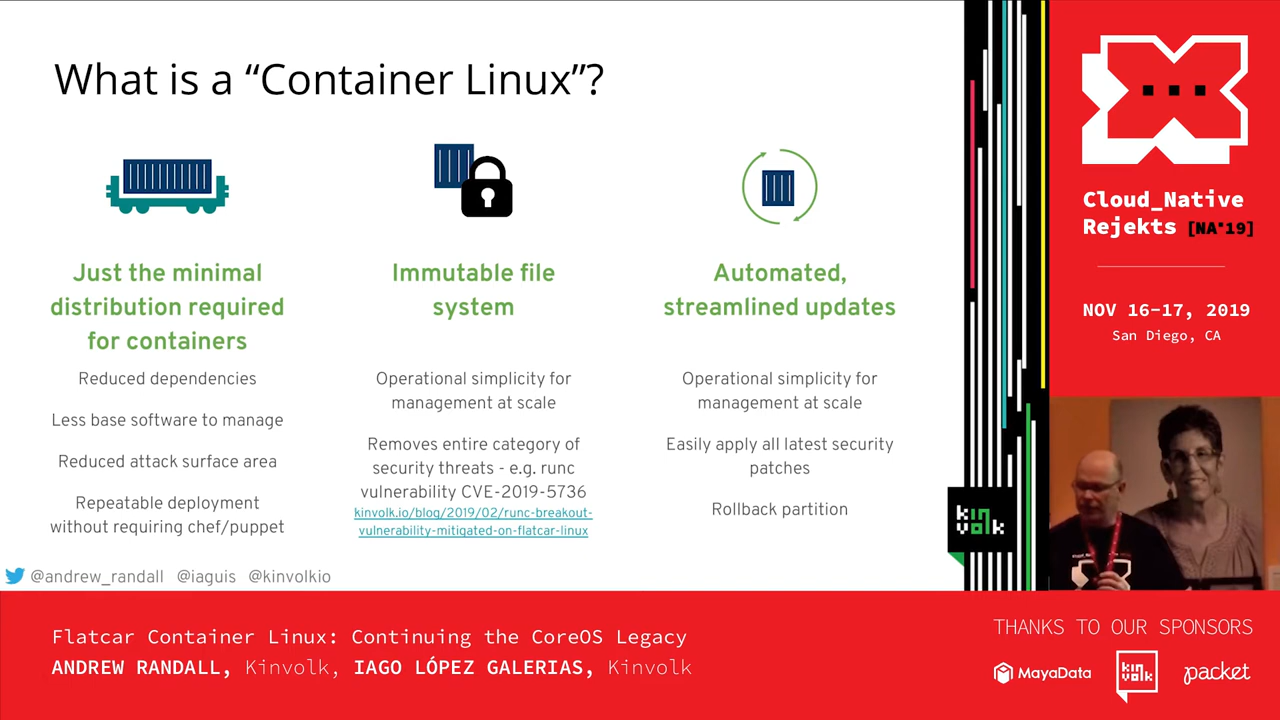 What is a “Container Linux”?
Just the minimal
distribution required
for containers
Reduced dependencies
Less base software to manage
Reduced attack surface area
Repeatable deployment
without requiring chef/puppet
Immutable file
system
Operational simplicity for
management at scale
Removes entire category of
security threats - e.g. runc
vulnerability CVE-2019-5736
kinvolk.io/blog/2019/02/runc-breakout-
vulnerability-mitigated-on-flatcar-linux
Automated,
streamlined updates
Operational simplicity for
management at scale
Easily apply all latest security
patches
Rollback partition
@andrew_randall @iaguis @kinvolkio
kin
volk
Cloud_Native
Rejekts [NA'19]
NOV 16-17, 2019
San Diego, CA
Flatcar Container Linux: Continuing the CoreOS Legacy
ANDREW RANDALL, Kinvolk, IAGO LÓPEZ GALERIAS, Kinvolk
THANKS TO OUR SPONSORS
MayaData
kin
volk
packet